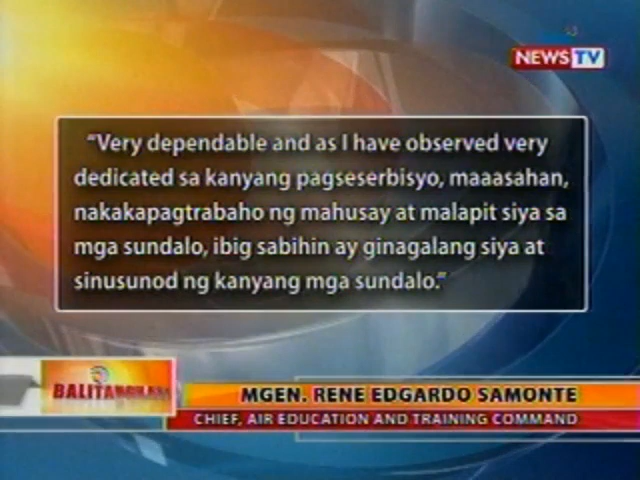 NEWS TV
"Very dependable and as I have observed very
dedicated sa kanyang pagseserbisyo, maaasahan,
nakakapagtrabaho ng mahusay at malapit siya sa
mga sundalo, ibig sabihin ay ginagalang siya at
sinusunod ng kanyang mga sundalo."
MGEN. RENE EDGARDO SAMONTE
CHIEF, AIR EDUCATION AND TRAINING COMMAND